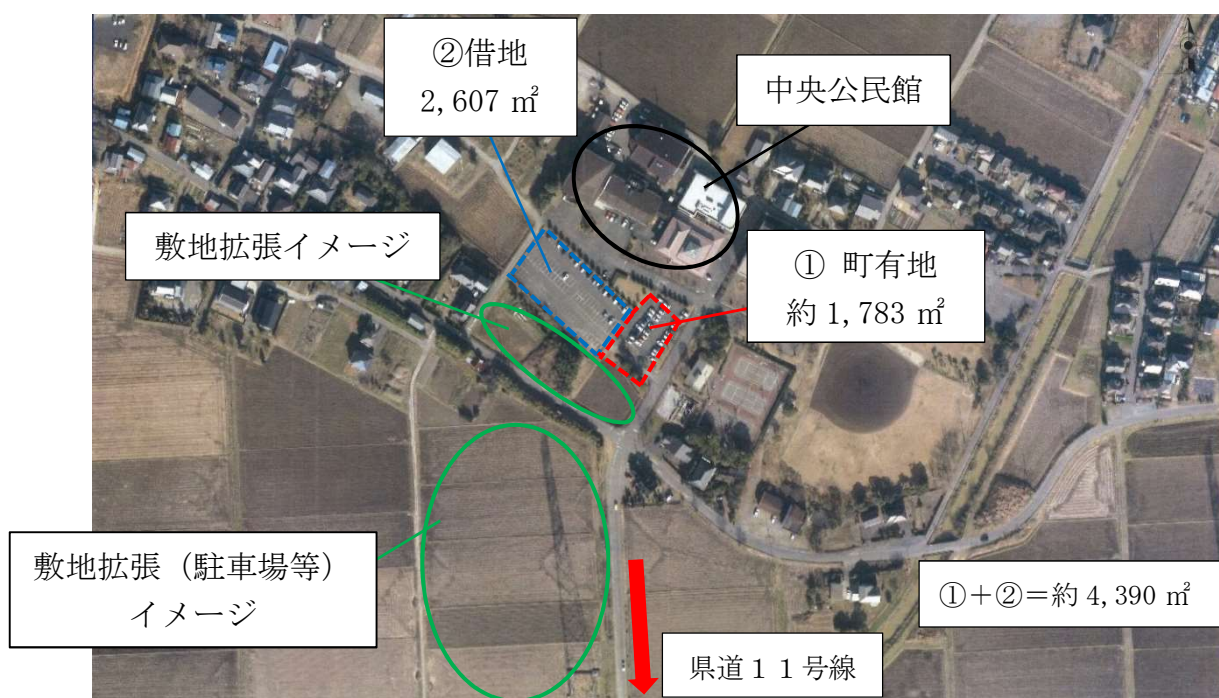 ②借地
2,607 ㎡
中央公民館
敷地拡張イメージ
① 町有地
約 1,783 ㎡
敷地拡張（駐車場等）
イメージ
①＋②＝約 4,390 ㎡
県道１１号線